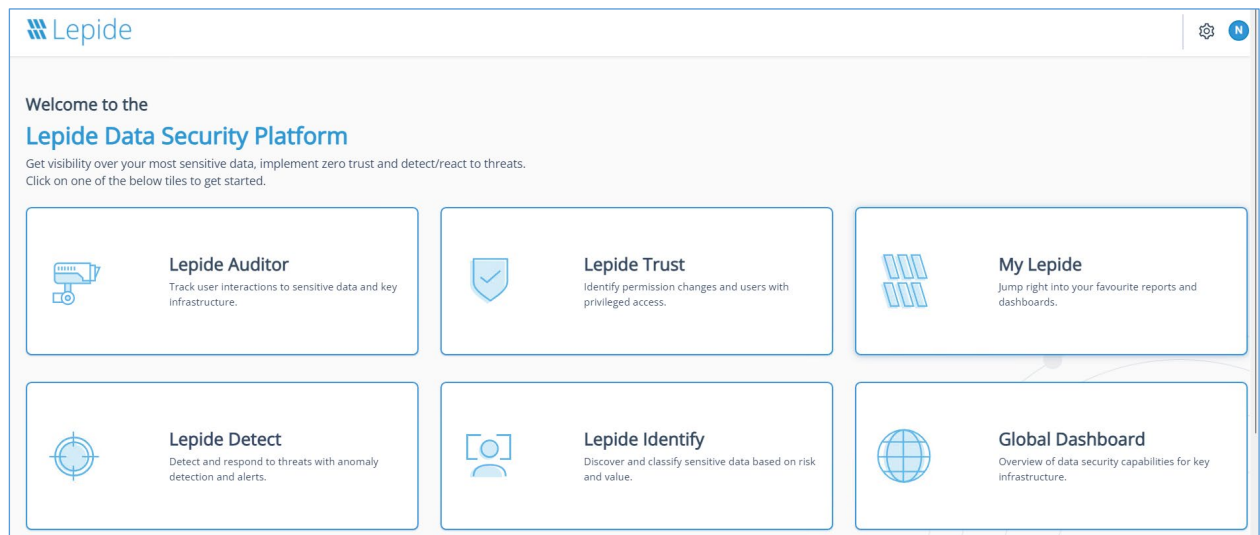 Lepide
N
Welcome to the
Lepide Data Security Platform
Get visibility over your most sensitive data, implement zero trust and detect/react to threats.
Click on one of the below tiles to get started.
Lepide Auditor
Track user interactions to sensitive data and key
infrastructure.
Lepide Trust
Identify permission changes and users with
privileged access.
My Lepide
Jump right into your favourite reports and
dashboards.
Lepide Detect
Detect and respond to threats with anomaly
detection and alerts.
Lepide Identify
Discover and classify sensitive data based on risk
and value.
Global Dashboard
Overview of data security capabilities for key
infrastructure.